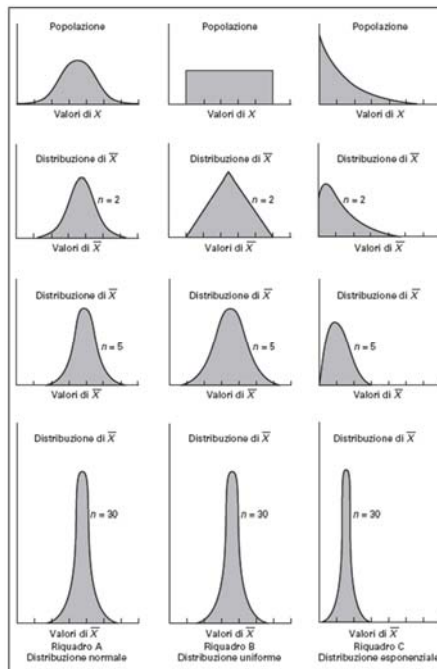 Popolazione
Popolazione
Popolazione
Valori di X
Valori di X
Valori di X
Distribuzione di X̅
Distribuzione di X̅
Distribuzione di X̅
n = 2
n = 2
n = 2
Valori di X̅
Valori di X̅
Valori di X̅
Distribuzione di X̅
Distribuzione di X̅
Distribuzione di X̅
n = 5
n = 5
n = 5
Valori di X̅
Valori di X̅
Valori di X̅
Distribuzione di X̅
Distribuzione di X̅
Distribuzione di X̅
n = 30
n = 30
n = 30
Valori di X̅
Valori di X̅
Valori di X̅
Riquadro A
Riquadro B
Riquadro C
Distribuzione normale
Distribuzione uniforme
Distribuzione esponenziale